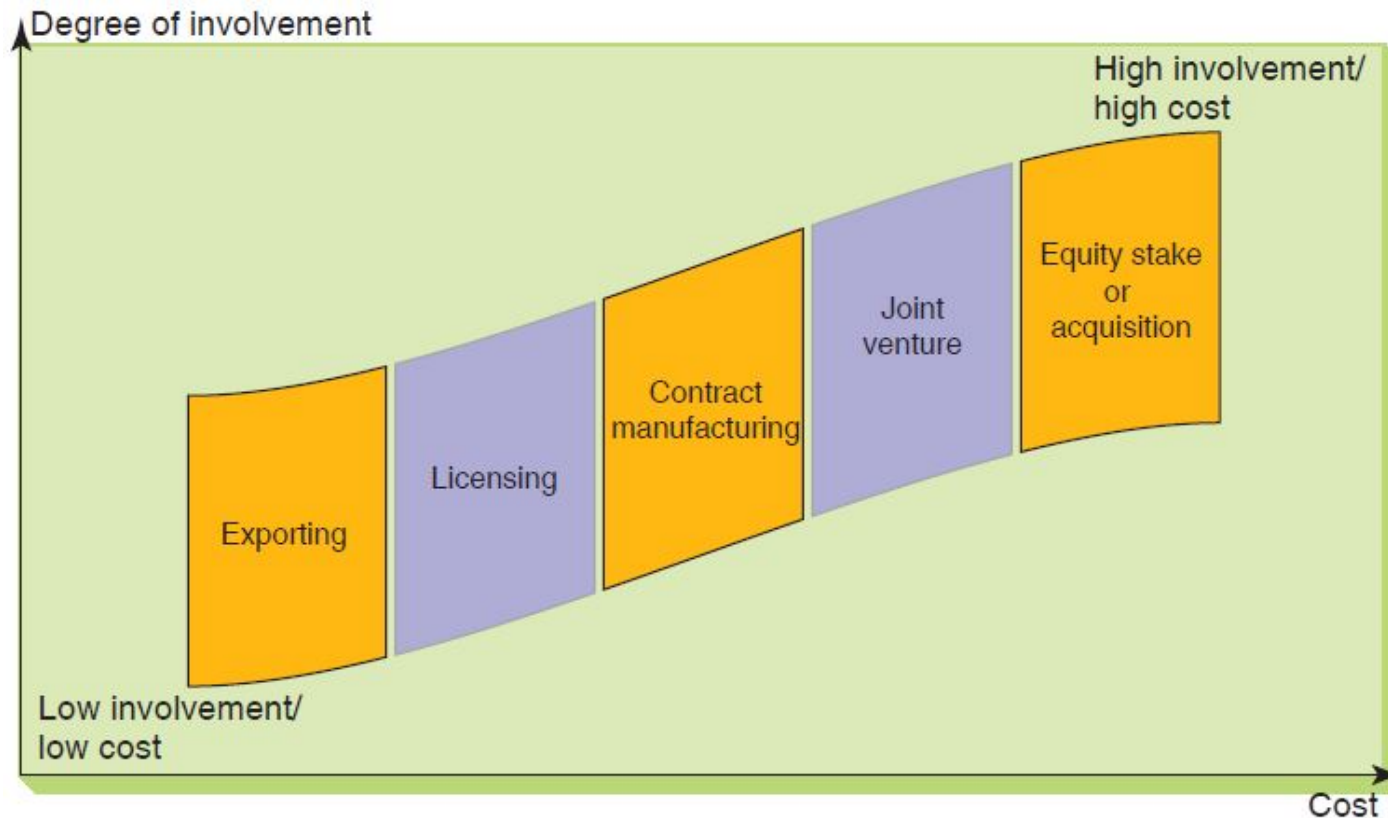 Degree of involvement
High involvement/
high cost
Equity stake
or
acquisition
Joint
venture
Contract
manufacturing
Licensing
Exporting
Low involvement/
low cost
Cost